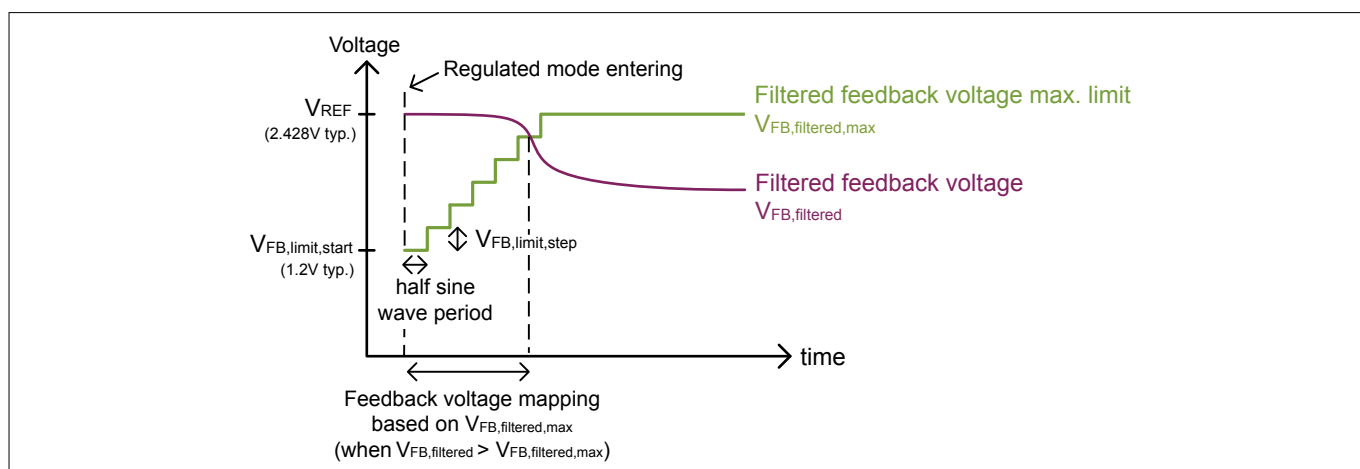 Voltage
Regulated mode entering
VREF
(2.428V typ.)
Filtered feedback voltage max. limit
VFB,filtered,max
Filtered feedback voltage
VFB,filtered
VFB,limit,start
(1.2V typ.)
VFB,limit,step
half sine
wave period
time
Feedback voltage mapping
based on VFB,filtered,max
(when VFB,filtered > VFB,filtered,max)